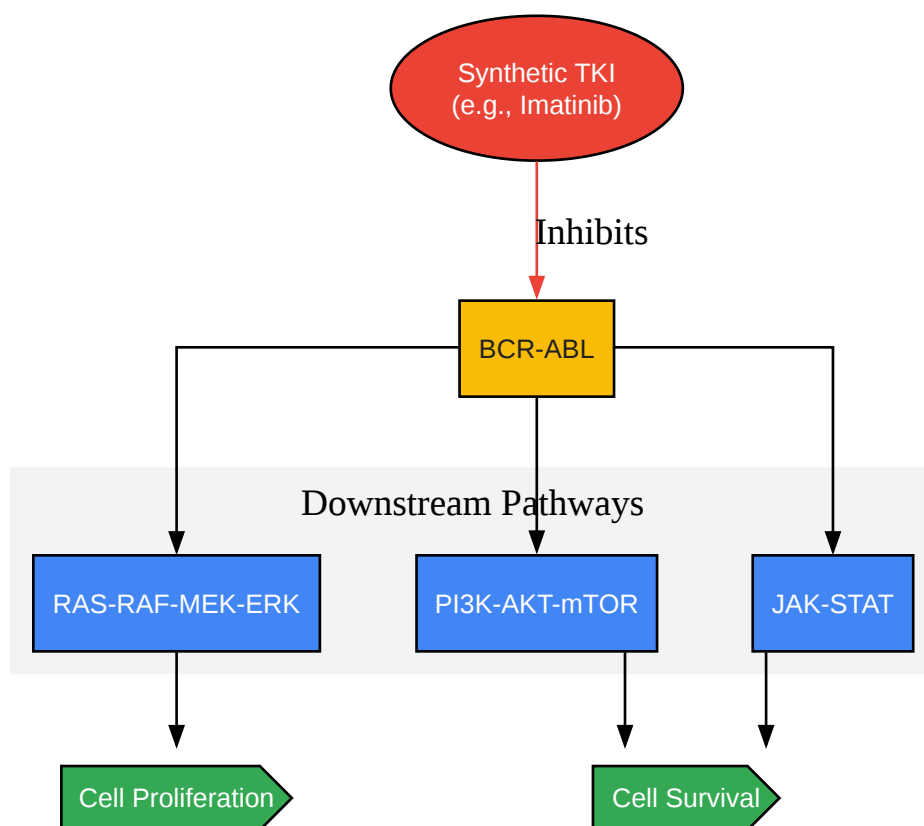 Synthetic TKI
(e.g., Imatinib)
Inhibits
BCR-ABL
Downstream Pathways
RAS-RAF-MEK-ERK
PI3K-AKT-mTOR
JAK-STAT
Cell Proliferation
Cell Survival